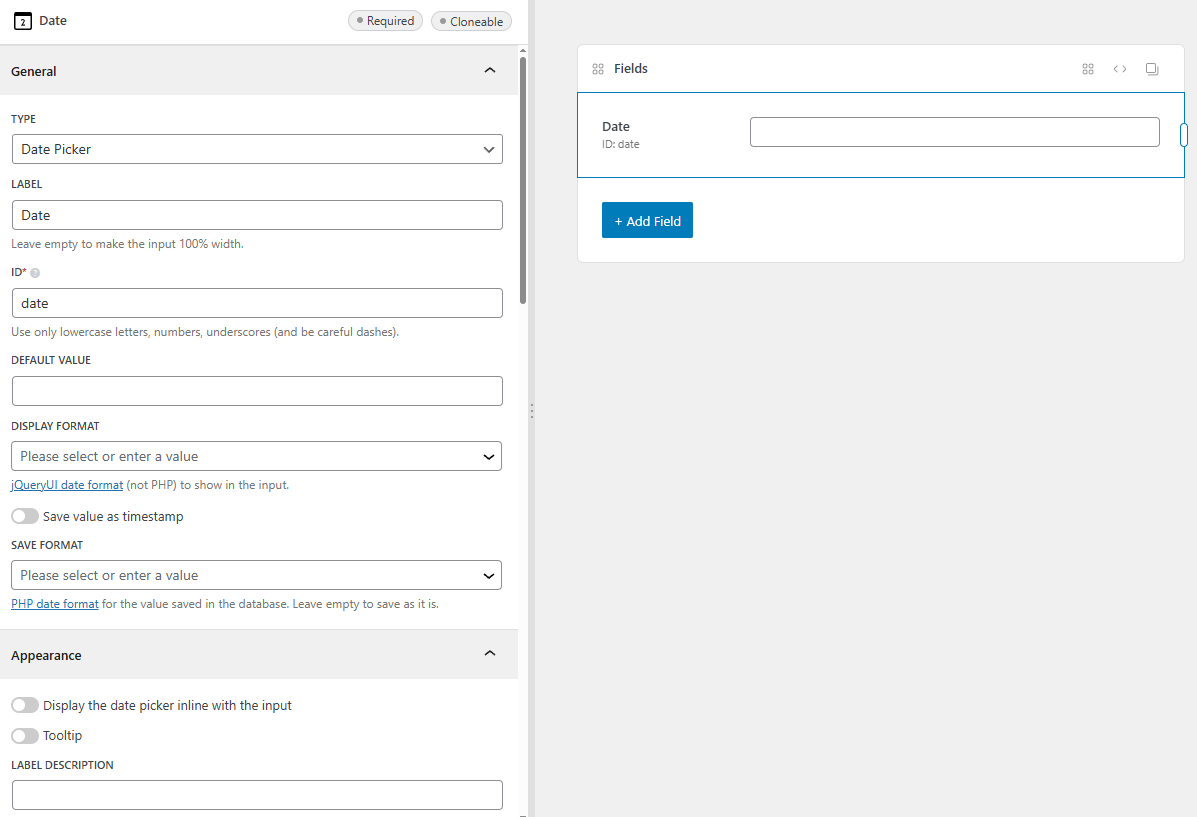 2 Date Required Cloneable
General
TYPE
Date Picker
LABEL
Date
Leave empty to make the input 100% width.
ID* ?
date
Use only lowercase letters, numbers, underscores (and be careful dashes).
DEFAULT VALUE
DISPLAY FORMAT
Please select or enter a value
jQueryUI date format (not PHP) to show in the input.
Save value as timestamp
SAVE FORMAT
Please select or enter a value
PHP date format for the value saved in the database. Leave empty to save as it is.
Appearance
Display the date picker inline with the input
Tooltip
LABEL DESCRIPTION
Fields
Date
ID: date
+ Add Field